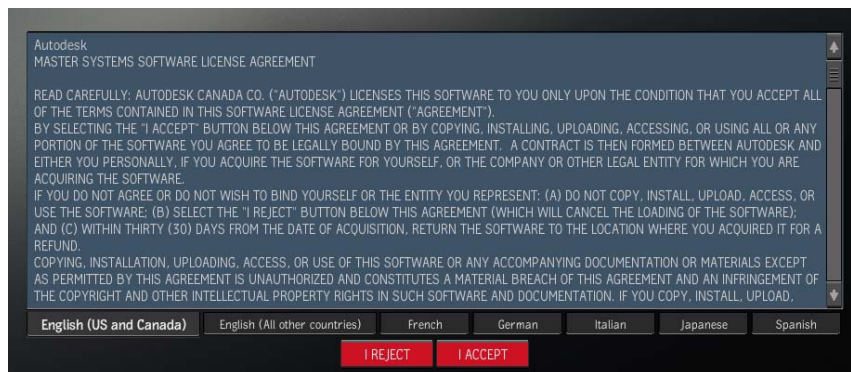 Autodesk
MASTER SYSTEMS SOFTWARE LICENSE AGREEMENT
READ CAREFULLY: AUTODESK CANADA CO. ("AUTODESK") LICENSES THIS SOFTWARE TO YOU ONLY UPON THE CONDITION THAT YOU ACCEPT ALL
OF THE TERMS CONTAINED IN THIS SOFTWARE LICENSE AGREEMENT ("AGREEMENT").
BY SELECTING THE "I ACCEPT" BUTTON BELOW THIS AGREEMENT OR BY COPYING, INSTALLING, UPLOADING, ACCESSING, OR USING ALL OR ANY
PORTION OF THE SOFTWARE YOU AGREE TO BE LEGALLY BOUND BY THIS AGREEMENT. A CONTRACT IS THEN FORMED BETWEEN AUTODESK AND
EITHER YOU PERSONALLY, IF YOU ACQUIRE THE SOFTWARE FOR YOURSELF, OR THE COMPANY OR OTHER LEGAL ENTITY FOR WHICH YOU ARE
ACQUIRING THE SOFTWARE.
IF YOU DO NOT AGREE OR DO NOT WISH TO BIND YOURSELF OR THE ENTITY YOU REPRESENT: (A) DO NOT COPY, INSTALL, UPLOAD, ACCESS, OR
USE THE SOFTWARE; (B) SELECT THE "I REJECT" BUTTON BELOW THIS AGREEMENT (WHICH WILL CANCEL THE LOADING OF THE SOFTWARE);
AND (C) WITHIN THIRTY (30) DAYS FROM THE DATE OF ACQUISITION, RETURN THE SOFTWARE TO THE LOCATION WHERE YOU ACQUIRED IT FOR A
REFUND.
COPYING, INSTALLATION, UPLOADING, ACCESS, OR USE OF THIS SOFTWARE OR ANY ACCOMPANYING DOCUMENTATION OR MATERIALS EXCEPT
AS PERMITTED BY THIS AGREEMENT IS UNAUTHORIZED AND CONSTITUTES A MATERIAL BREACH OF THIS AGREEMENT AND AN INFRINGEMENT OF
THE COPYRIGHT AND OTHER INTELLECTUAL PROPERTY RIGHTS IN SUCH SOFTWARE AND DOCUMENTATION. IF YOU COPY, INSTALL, UPLOAD,
English (US and Canada) English (All other countries) French German Italian Japanese Spanish
I REJECT I ACCEPT